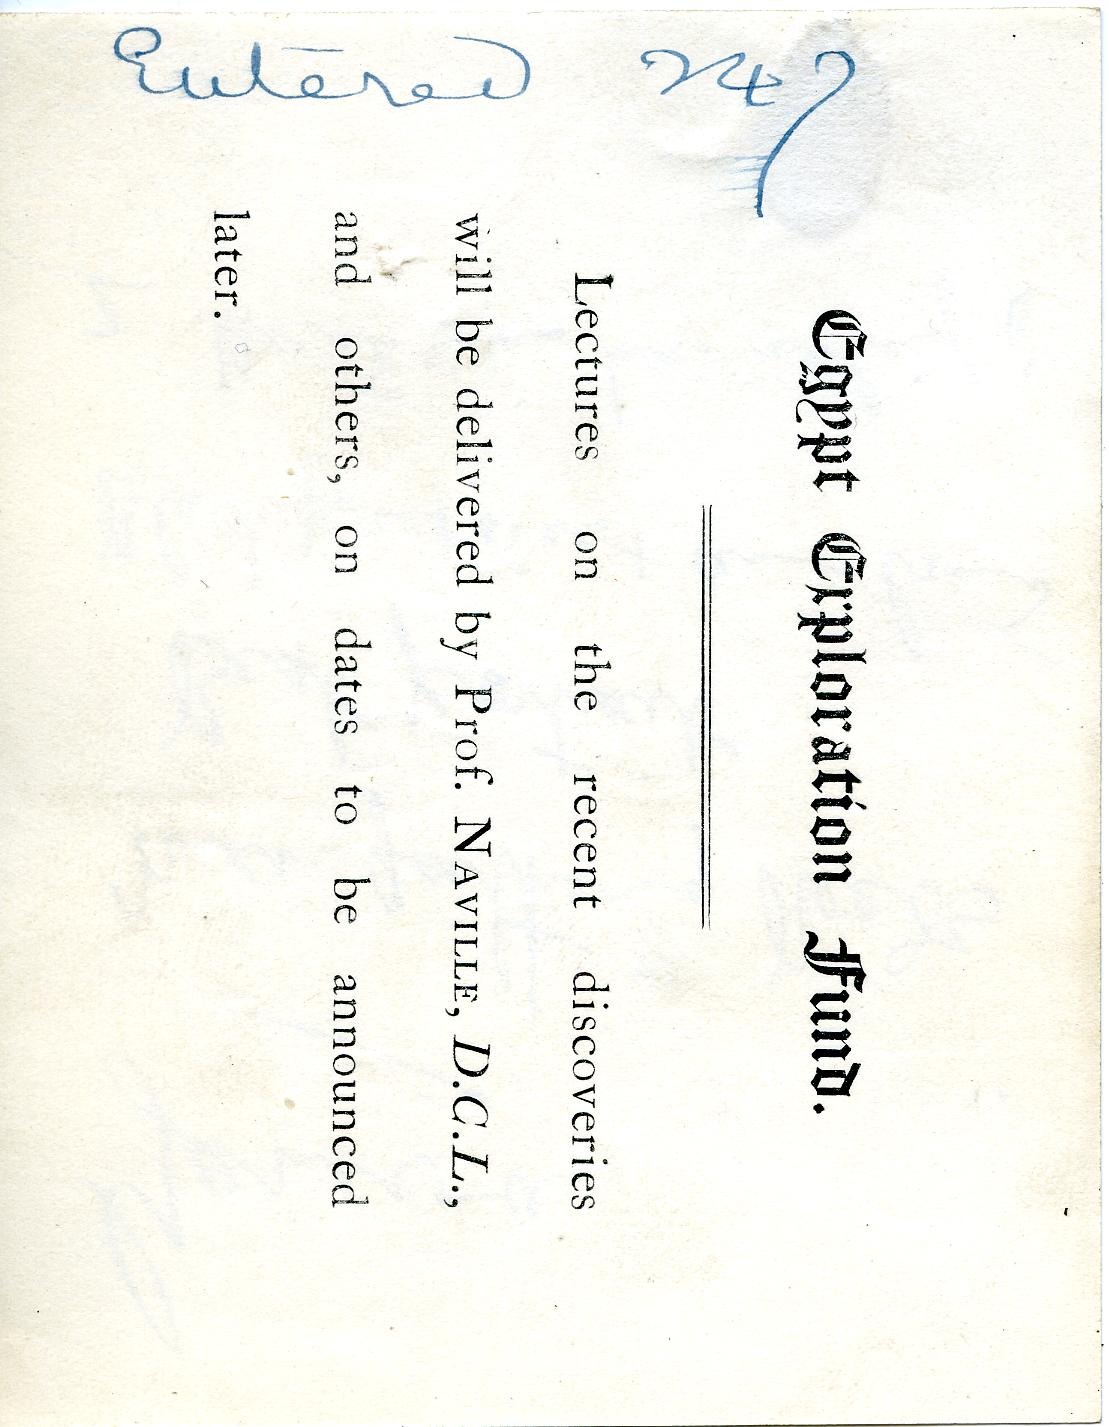 Entered 247
Egypt Exploration Fund.
Lectures on the recent discoveries
will be delivered by Prof. NAVILLE, D.C.L.,
and others, on dates to be announced
later.